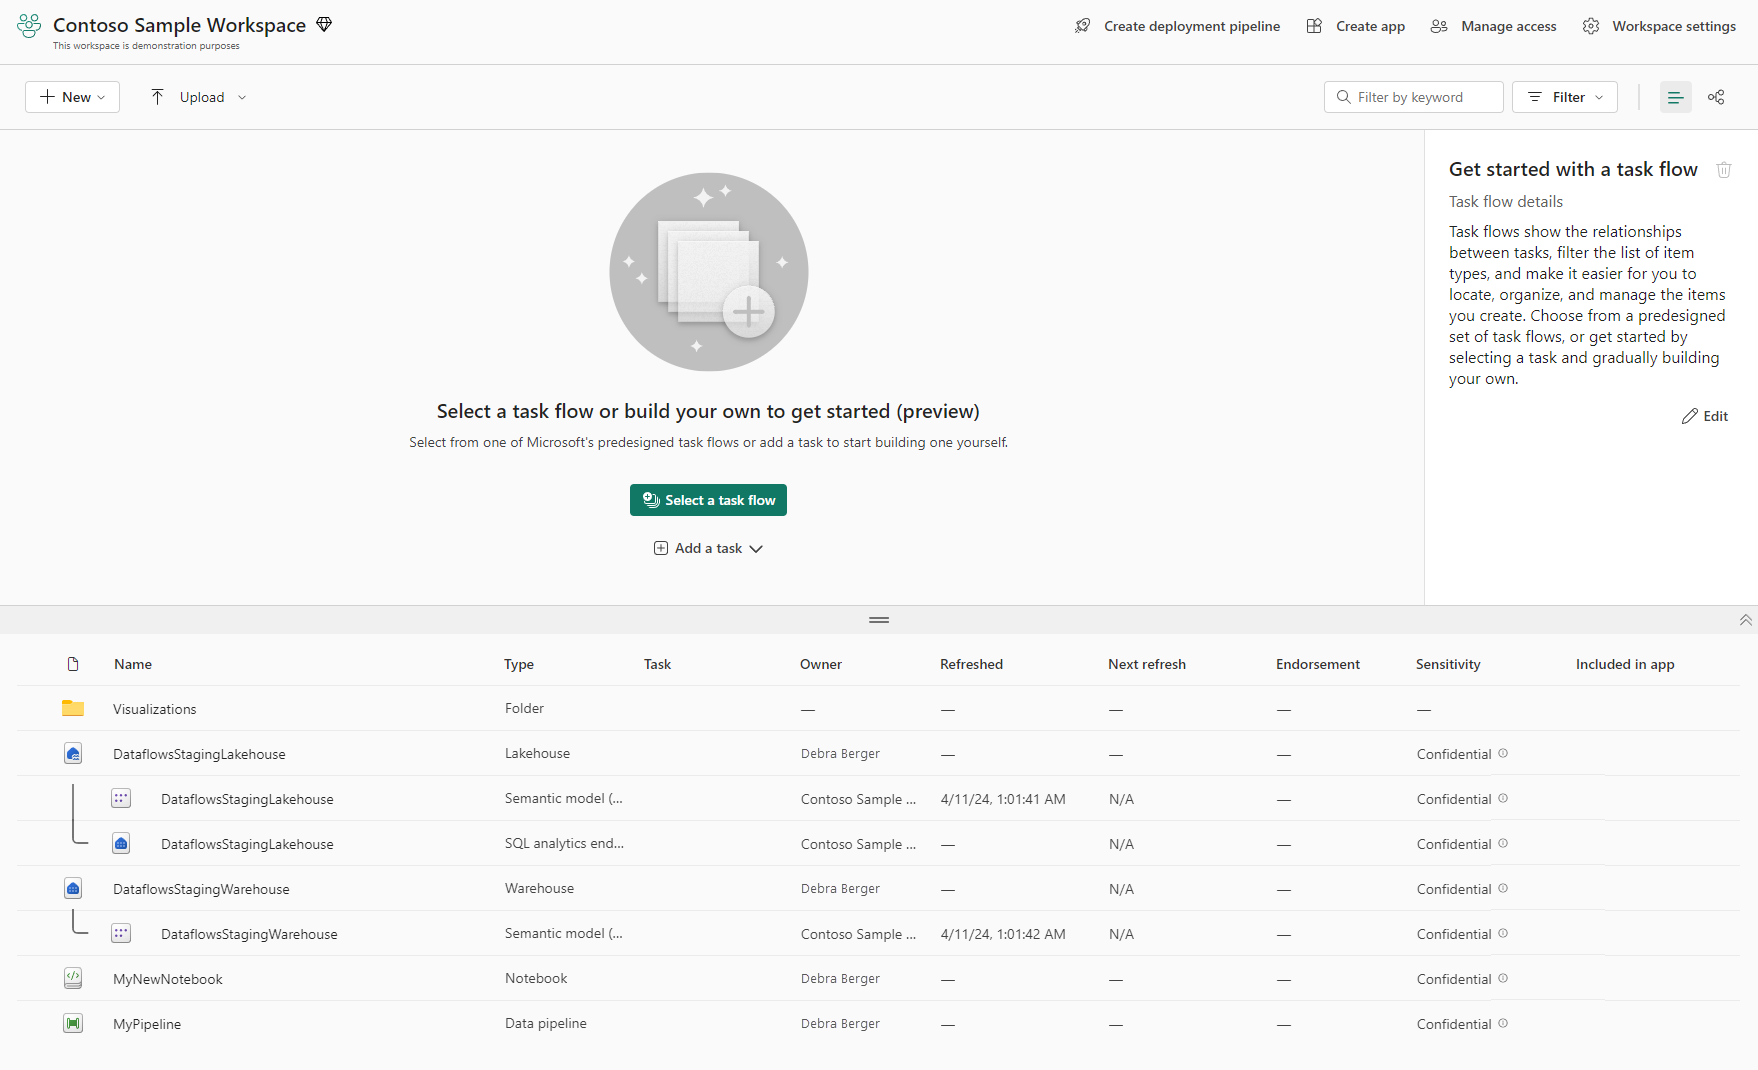 Contoso Sample Workspace
This workspace is demonstration purposes
Create deployment pipeline
Create app
Manage access
Workspace settings
New
Upload
Filter by keyword
Filter
Select a task flow or build your own to get started (preview)
Select from one of Microsoft's predesigned task flows or add a task to start building one yourself.
Select a task flow
Add a task
Get started with a task flow
Task flow details
Task flows show the relationships
between tasks, filter the list of item
types, and make it easier for you to
locate, organize, and manage the items
you create. Choose from a predesigned
set of task flows, or get started by
selecting a task and gradually building
your own.
Edit
Name Type Task Owner Refreshed Next refresh Endorsement Sensitivity Included in app
Visualizations Folder — — — — —
DataflowsStagingLakehouse Lakehouse Debra Berger — — — Confidential
DataflowsStagingLakehouse Semantic model (... Contoso Sample ... 4/11/24, 1:01:41 AM N/A — Confidential
DataflowsStagingLakehouse SQL analytics end... Contoso Sample ... — N/A — Confidential
DataflowsStagingWarehouse Warehouse Debra Berger — N/A — Confidential
DataflowsStagingWarehouse Semantic model (... Contoso Sample ... 4/11/24, 1:01:42 AM N/A — Confidential
MyNewNotebook Notebook Debra Berger — — — Confidential
MyPipeline Data pipeline Debra Berger — — — Confidential